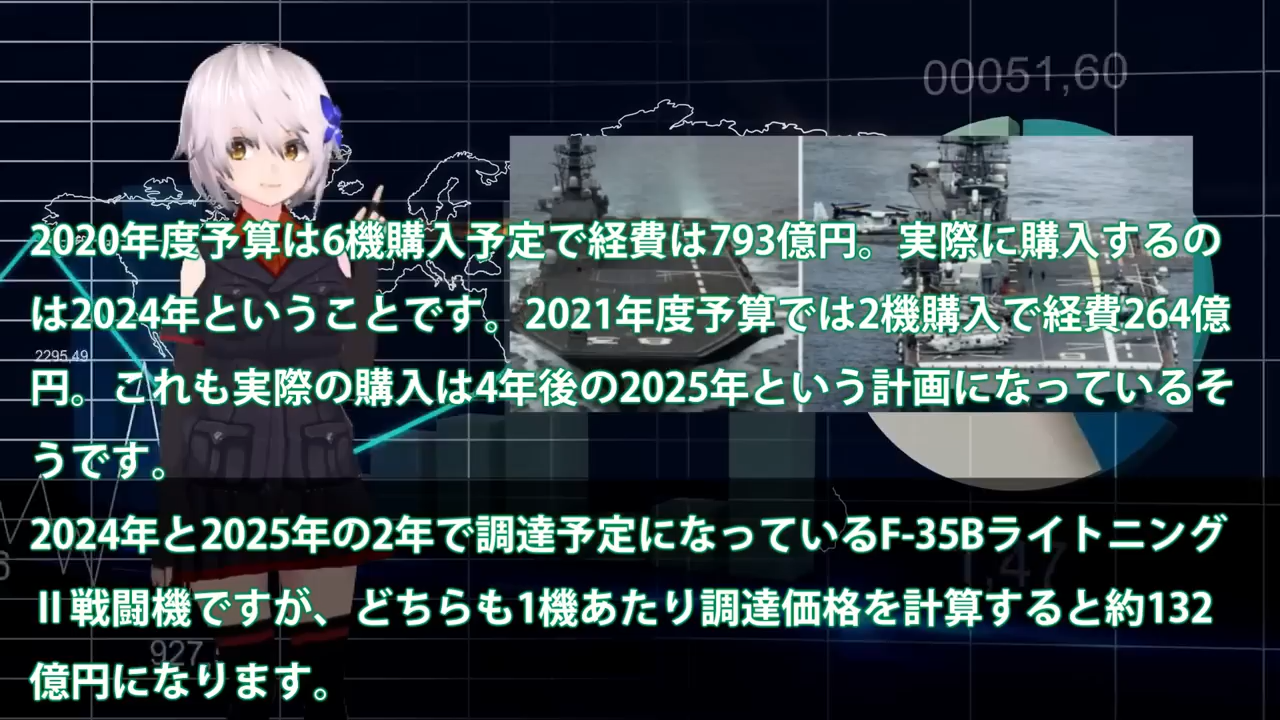 00051,60
2020年度予算は6機購入予定で経費は793億円。実際に購入するの
は2024年ということです。2021年度予算では2機購入で経費264億
2295,49
円。これも実際の購入は4年後の2025年という計画になっているそ
うです。
2024年と2025年の2年で調達予定になっているF-35Bライトニング
Ⅱ戦闘機ですが、どちらも1機あたり調達価格を計算すると約132
1,47
927
億円になります。